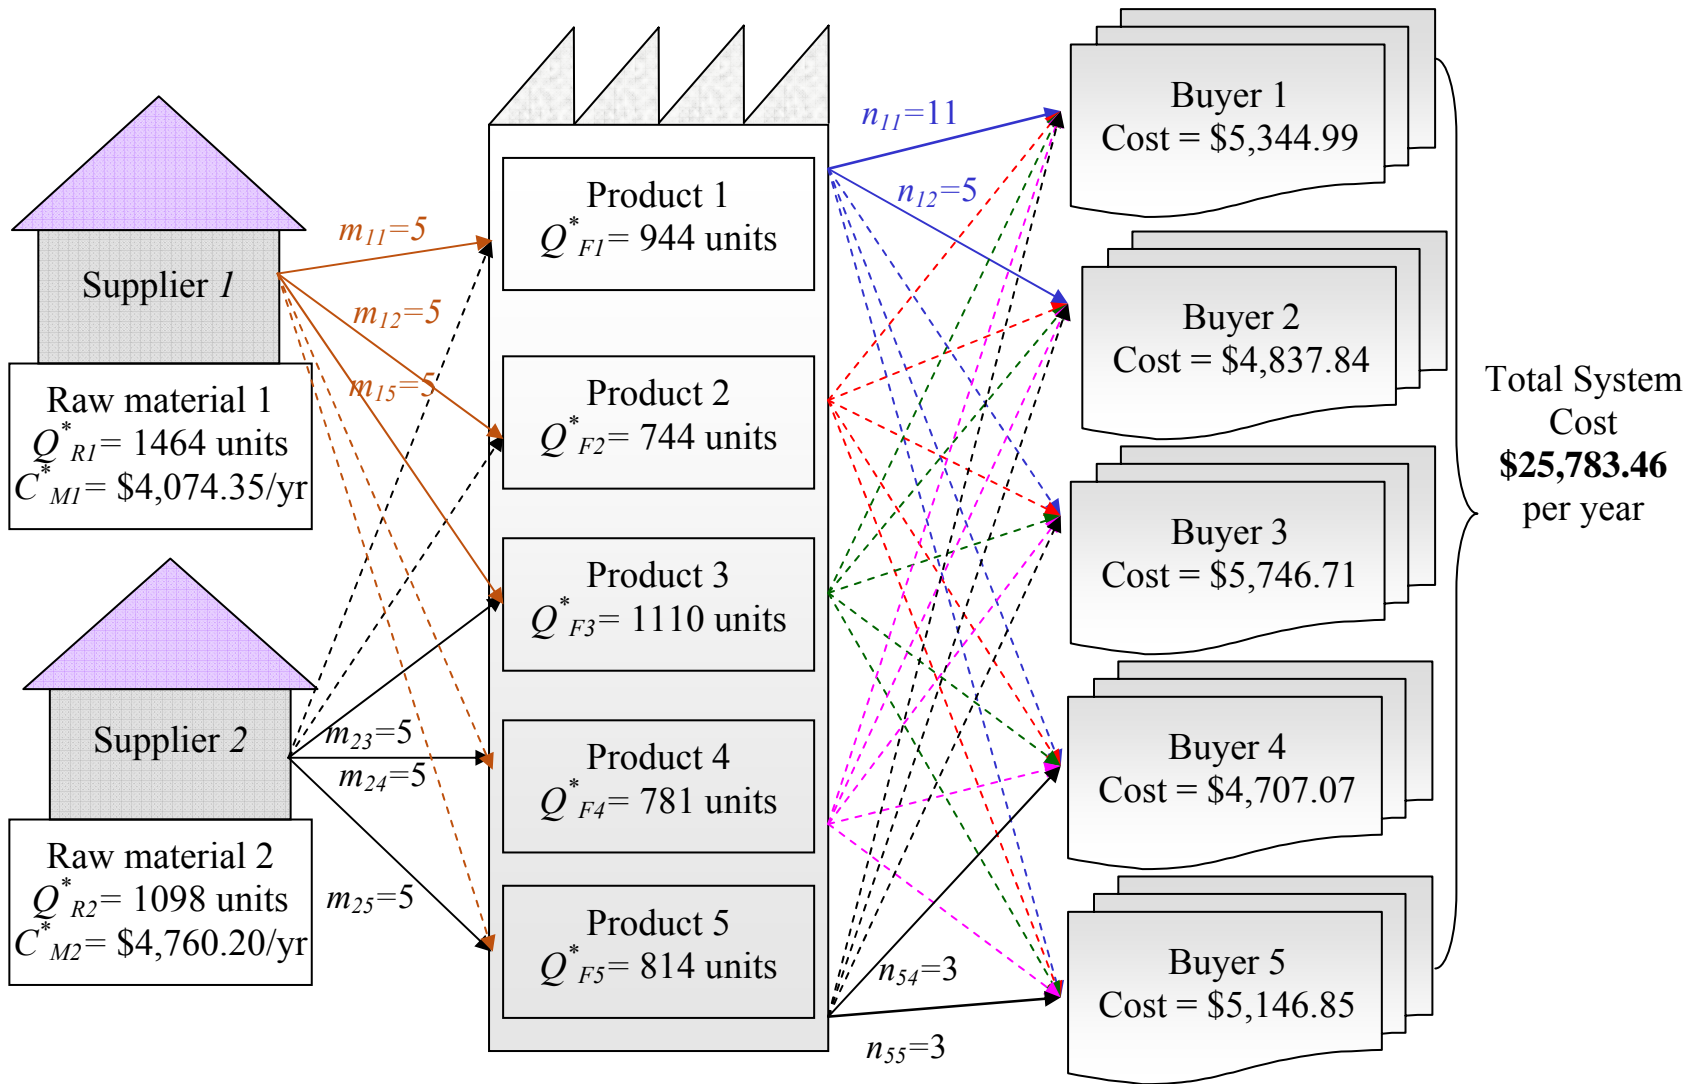 Supplier 1
Raw material 1
Q*R1= 1464 units
C*M1= $4,074.35/yr
Supplier 2
Raw material 2
Q*R2= 1098 units
C*M2= $4,760.20/yr
m11=5
m12=5
m15=5
m23=5
m24=5
m25=5
Product 1
Q*F1= 944 units
Product 2
Q*F2= 744 units
Product 3
Q*F3= 1110 units
Product 4
Q*F4= 781 units
Product 5
Q*F5= 814 units
n11=11
n12=5
n54=3
n55=3
Buyer 1
Cost = $5,344.99
Buyer 2
Cost = $4,837.84
Buyer 3
Cost = $5,746.71
Buyer 4
Cost = $4,707.07
Buyer 5
Cost = $5,146.85
Total System
Cost
$25,783.46
per year